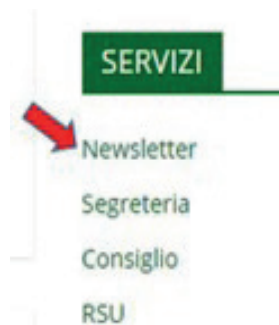 SERVIZI
Newsletter
Segreteria
Consiglio
RSU